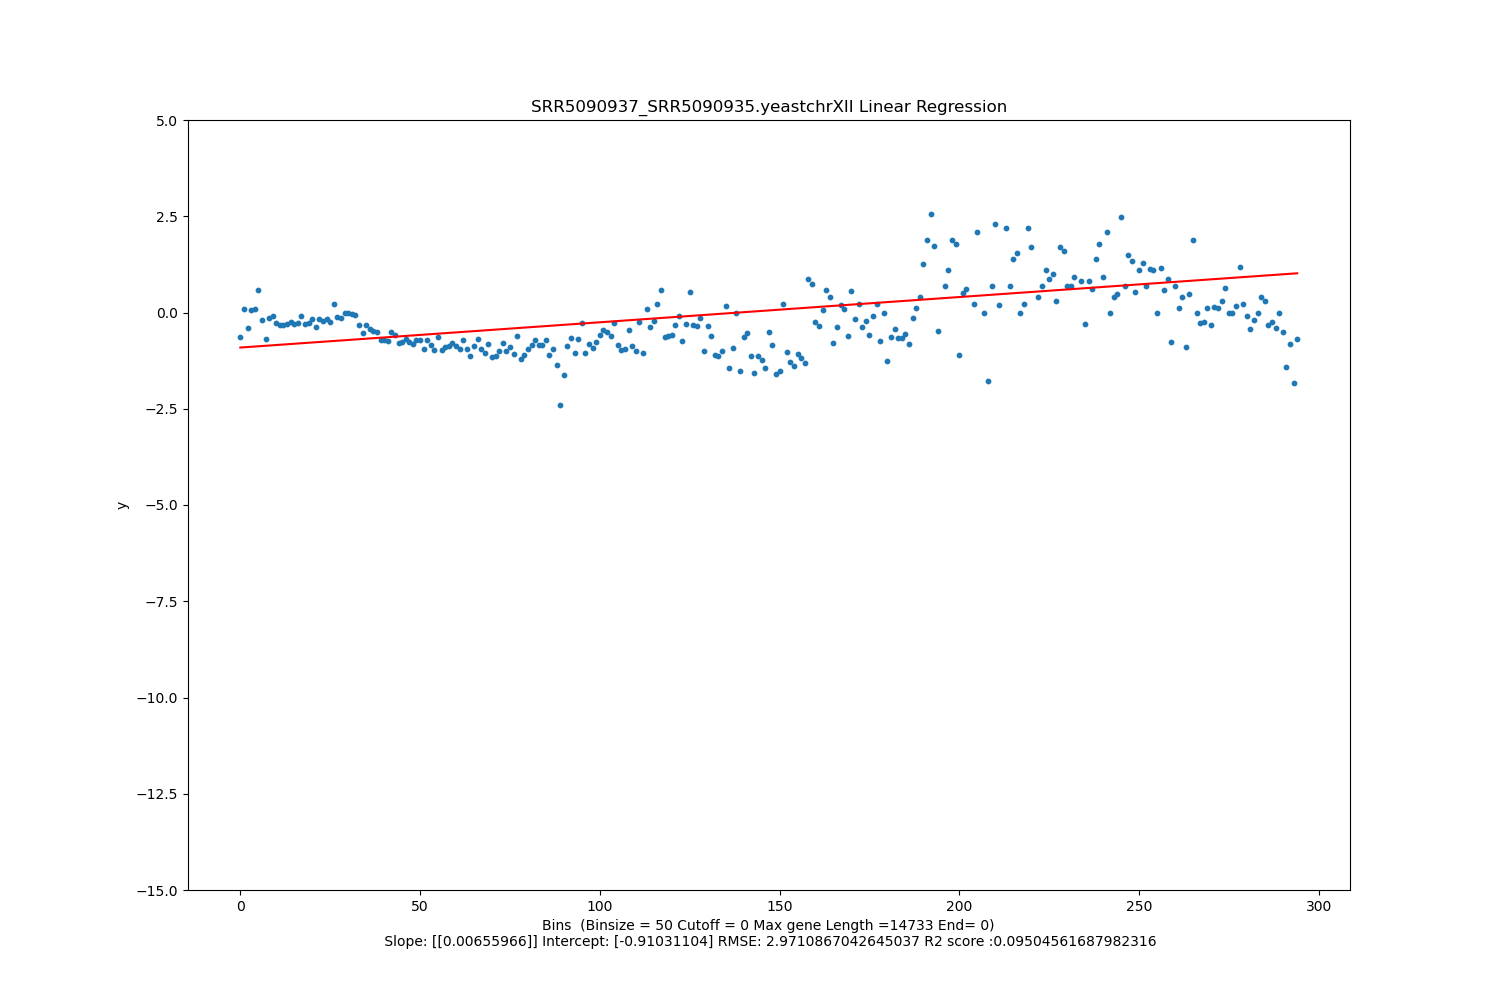 SRR5090937_SRR5090935.yeastchrXII Linear Regression
5.0
2.5
0.0
−2.5
−5.0
−7.5
−10.0
−12.5
−15.0
y
0 50 100 150 200 250 300
Bins  (Binsize = 50 Cutoff = 0 Max gene Length =14733 End= 0)
Slope: [[0.00655966]] Intercept: [-0.91031104] RMSE: 2.9710867042645037 R2 score :0.09504561687982316